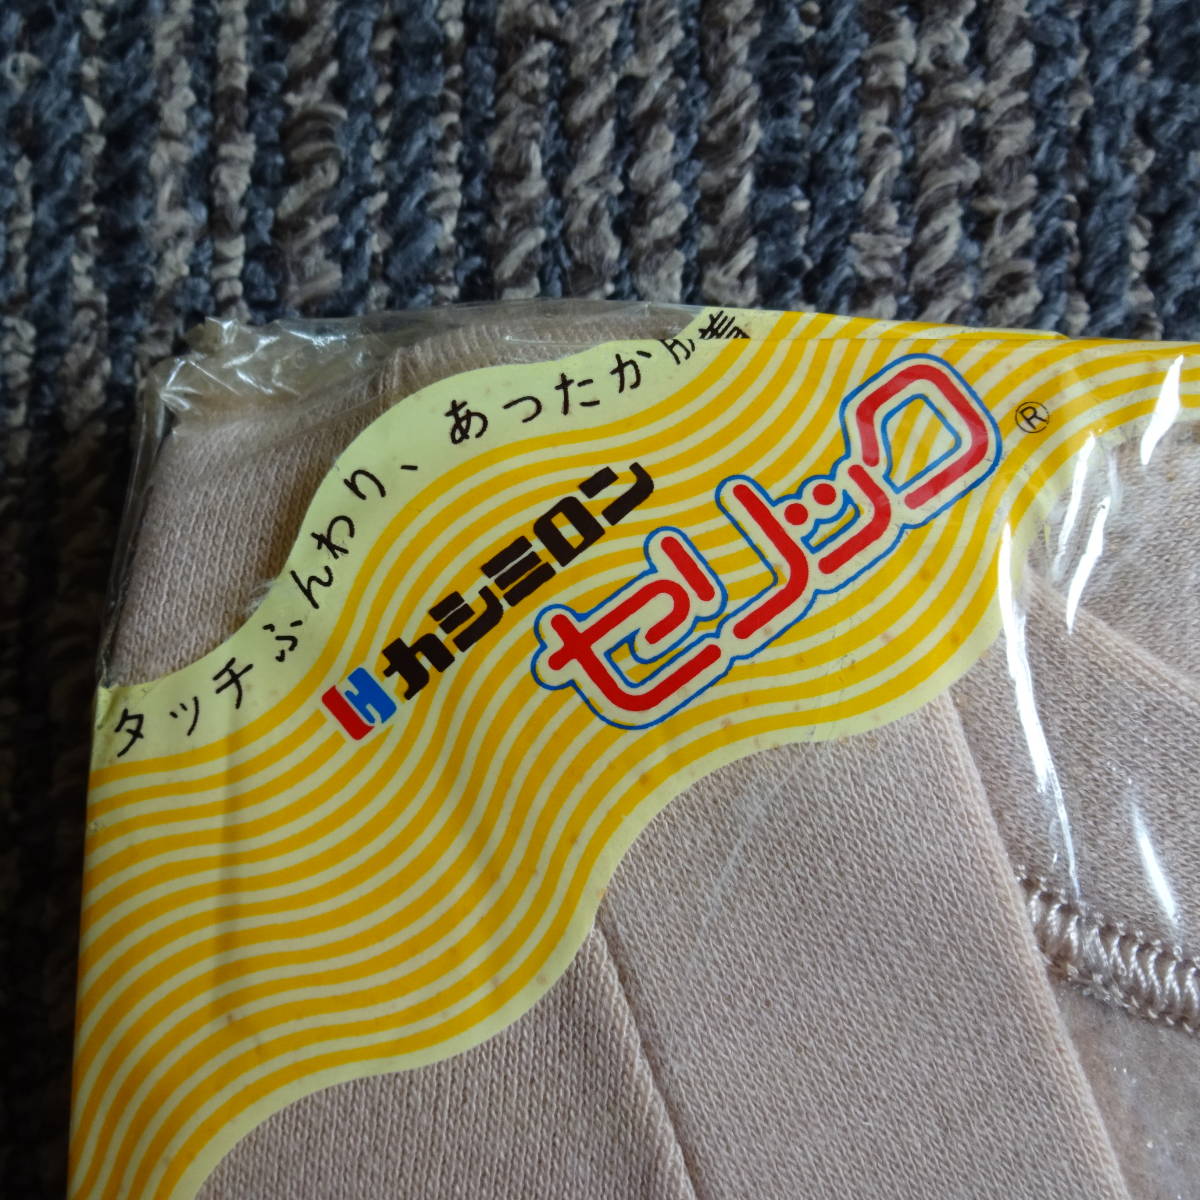 タッチふんわり、あったか肌着
カシミロン
セリック®